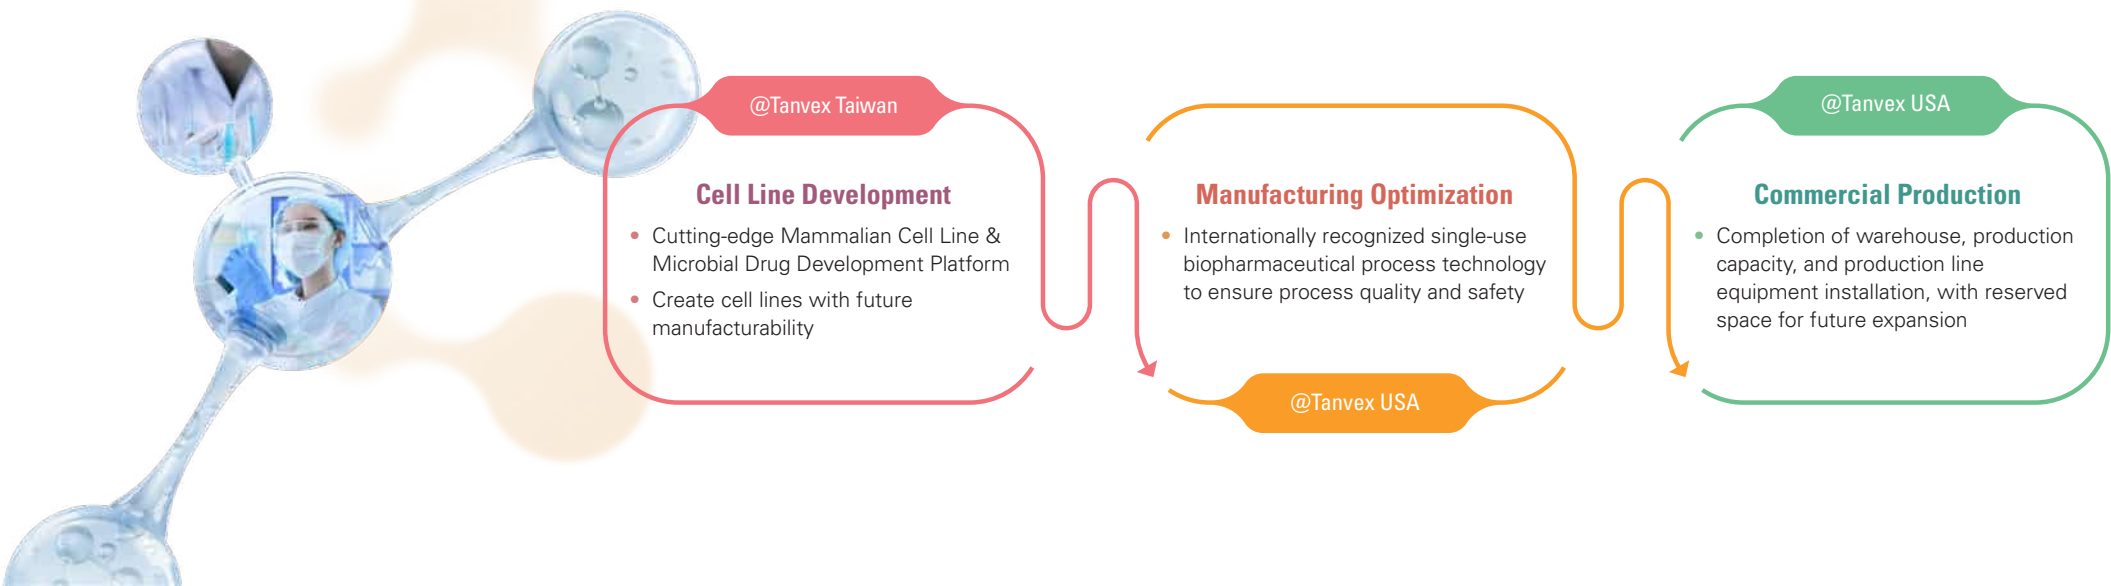 @Tanvex Taiwan
Cell Line Development
• Cutting-edge Mammalian Cell Line &
Microbial Drug Development Platform
• Create cell lines with future
manufacturability
Manufacturing Optimization
• Internationally recognized single-use
biopharmaceutical process technology
to ensure process quality and safety
@Tanvex USA
@Tanvex USA
Commercial Production
• Completion of warehouse, production
capacity, and production line
equipment installation, with reserved
space for future expansion